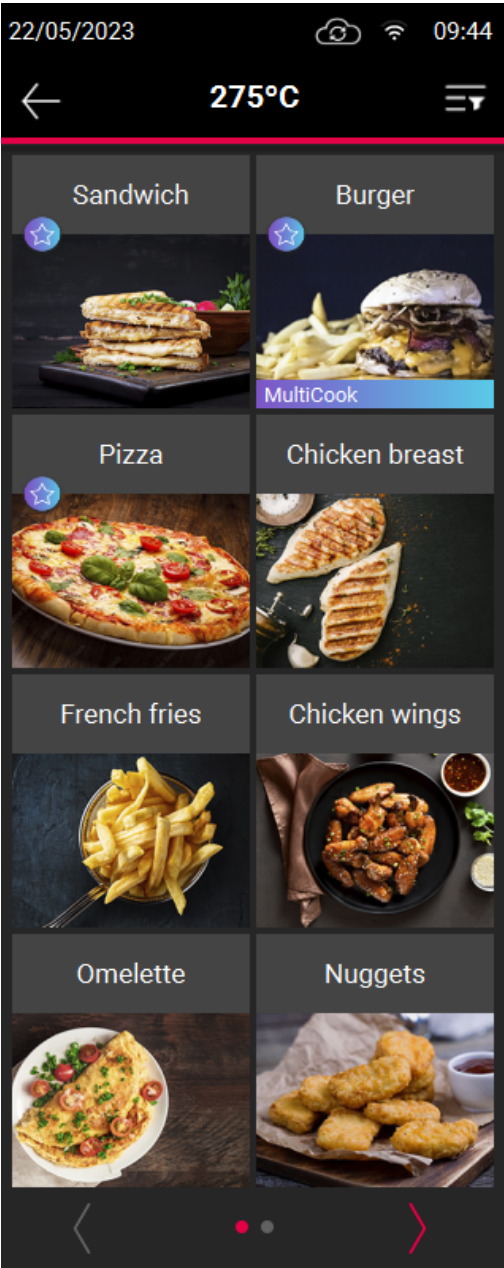 22/05/2023 09:44
275°C
Sandwich
Burger
MultiCook
Pizza
Chicken breast
French fries
Chicken wings
Omelette
Nuggets